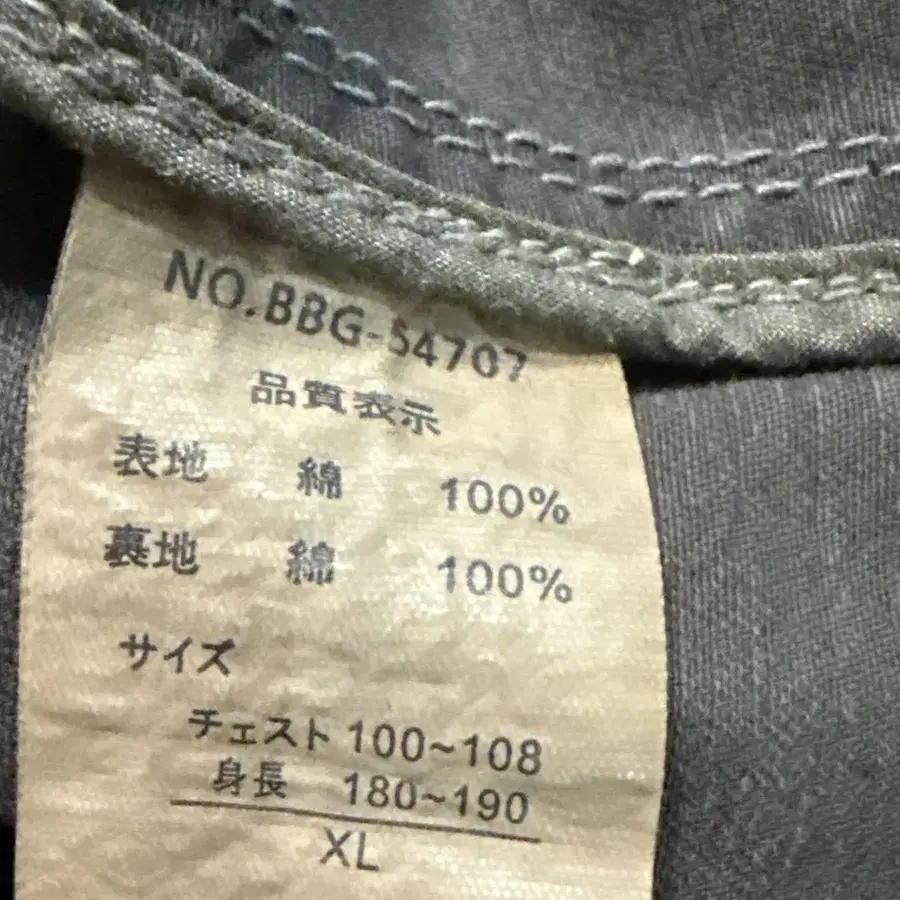 NO.BBG-54707
品質表示
表地 綿 100%
裏地 綿 100%
サイズ
チェスト 100~108
身長 180~190
XL